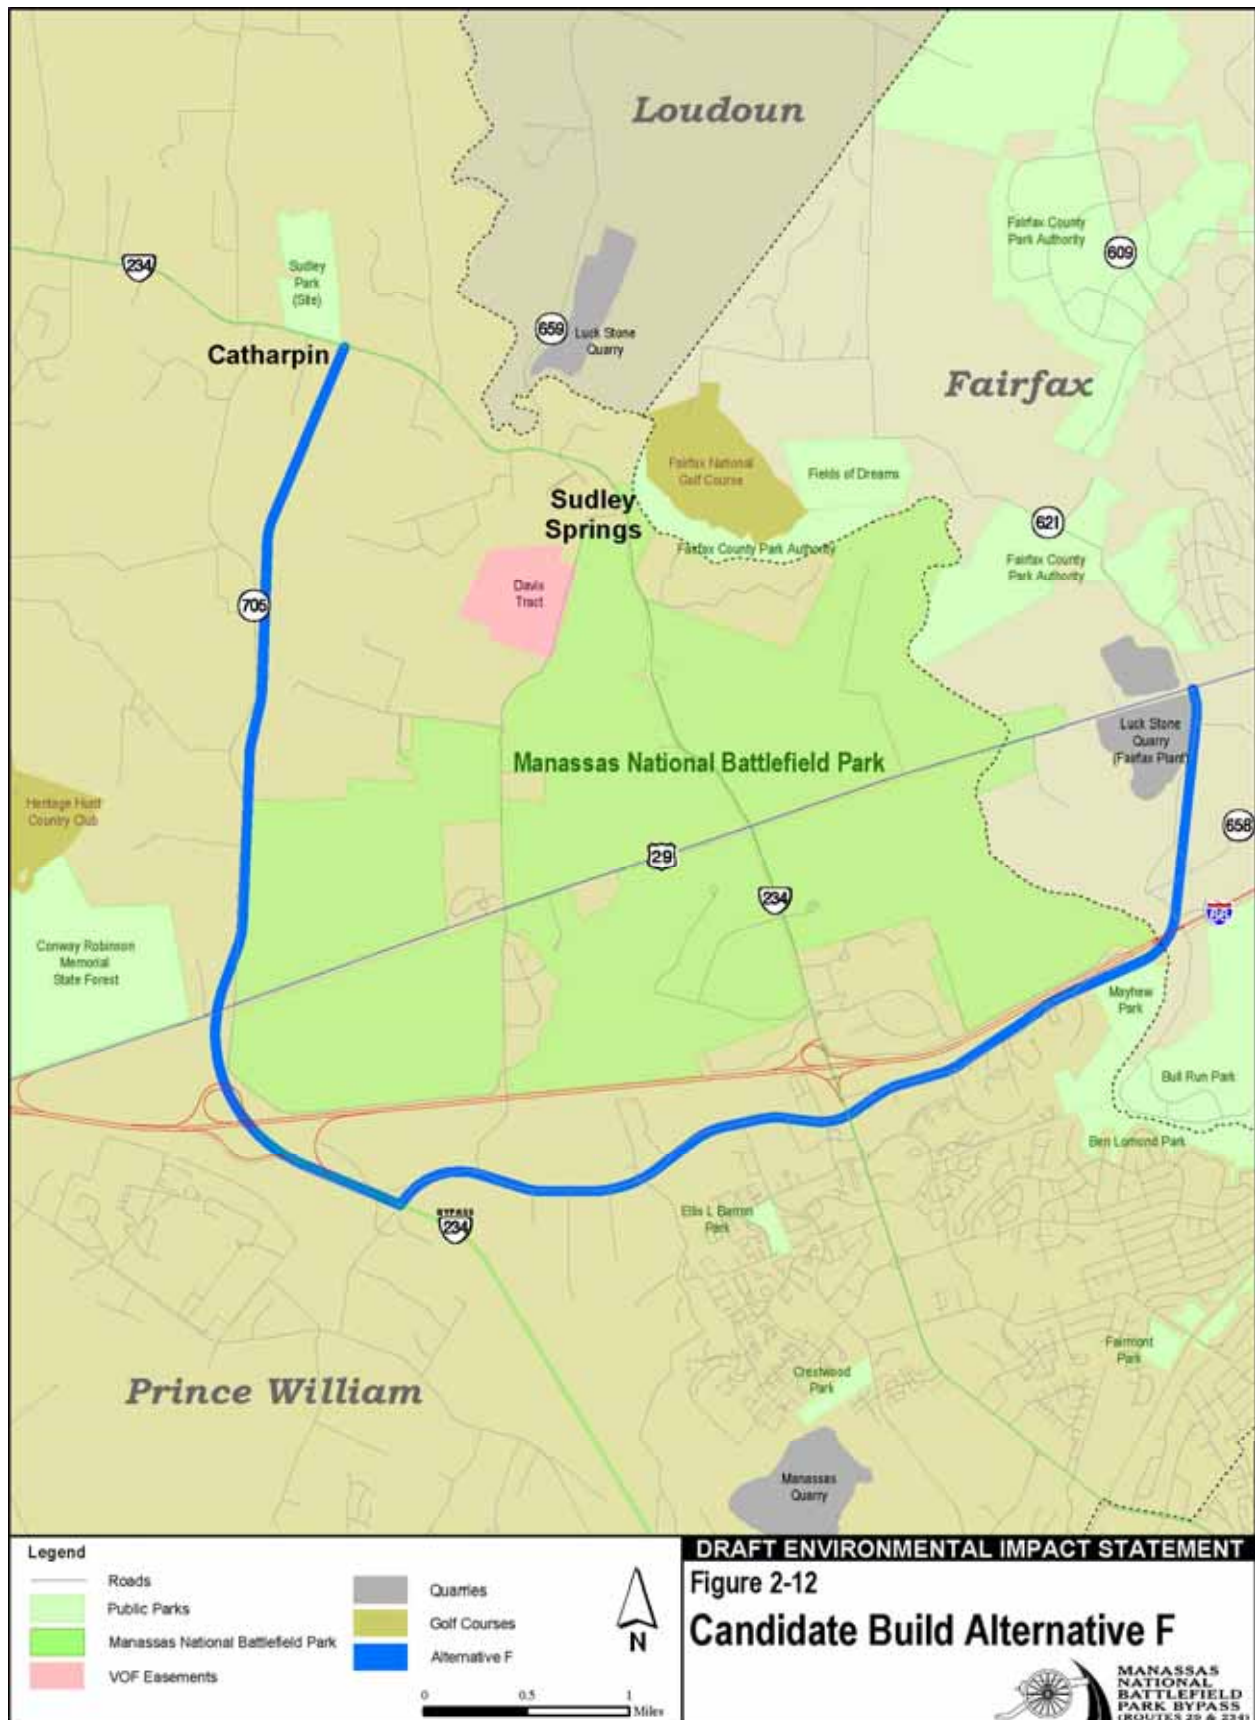 Loudoun
Fairfax County
Park Authority
609
234
Sudley
Park
(Site)
659
Luck Stone
Quarry
Catharpin
Fairfax
Fairfax National
Golf Course
Fields of Dreams
Sudley
Springs
621
Fairfax County Park Authority
Fairfax County
Park Authority
Davis
Tract
705
Luck Stone
Quarry
(Fairfax Plant)
Manassas National Battlefield Park
Heritage Hunt
Country Club
658
29
234
66
Conway Robinson
Memorial
State Forest
Mayhew
Park
Bull Run Park
Ben Lomond Park
Ellis L Barron
Park
BYPASS
234
Fairmont
Park
Crestwood
Park
Prince William
Manassas
Quarry
Legend
Roads
Public Parks
Manassas National Battlefield Park
VOF Easements
Quarries
Golf Courses
Alternative F
N
0 0.5 1
Miles
DRAFT ENVIRONMENTAL IMPACT STATEMENT
Figure 2-12
Candidate Build Alternative F
MANASSAS
NATIONAL
BATTLEFIELD
PARK BYPASS
(ROUTES 29 & 234)